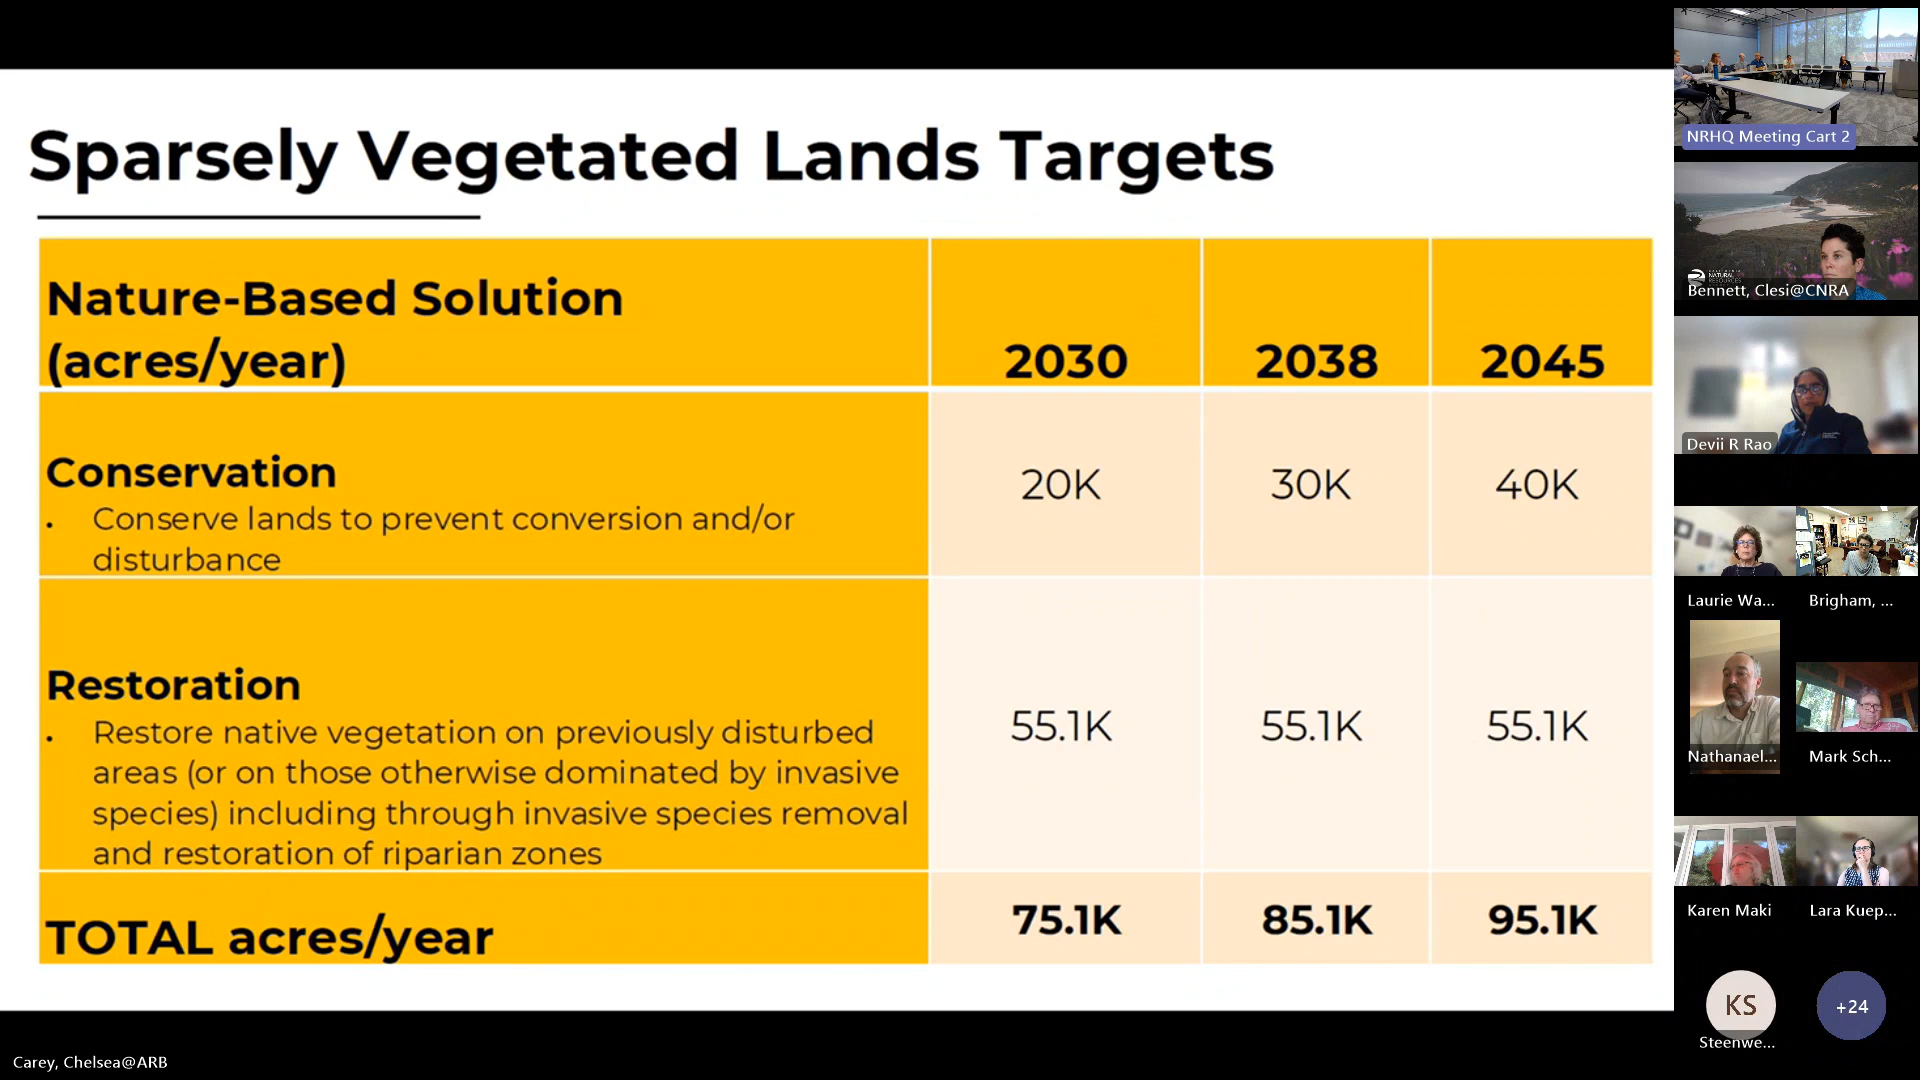 Sparsely Vegetated Lands Targets
Nature-Based Solution
(acres/year)
2030
2038
2045
Conservation
• Conserve lands to prevent conversion and/or
disturbance
20K
30K
40K
Restoration
• Restore native vegetation on previously disturbed
areas (or on those otherwise dominated by invasive
species) including through invasive species removal
and restoration of riparian zones
55.1K
55.1K
55.1K
TOTAL acres/year
75.1K
85.1K
95.1K
NRHQ Meeting Cart 2
Bennett, Clesi@CNRA
Devii R Rao
Laurie Wa...
Brigham, ...
Nathanael...
Mark Sch...
Karen Maki
Lara Kuep...
KS
Steenwe...
+24
Carey, Chelsea@ARB